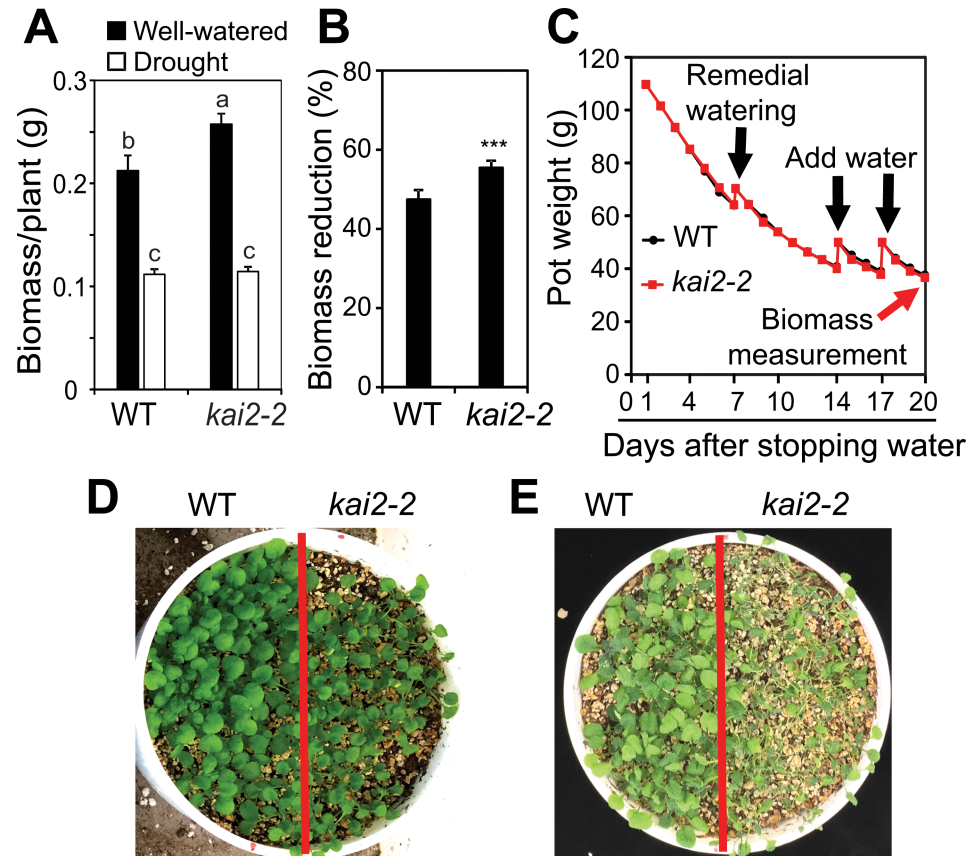 A
Well-watered
Drought
Biomass/plant (g)
0.3
0.2
0.1
0
b
a
c
c
WT
kai2-2
B
Biomass reduction (%)
80
60
40
20
0
***
WT
kai2-2
C
Pot weight (g)
120
100
80
60
40
20
0
Remedial
watering
Add water
WT
kai2-2
Biomass
measurement
0 1 4 7 10 14 17 20
Days after stopping water
D
WT
kai2-2
E
WT
kai2-2